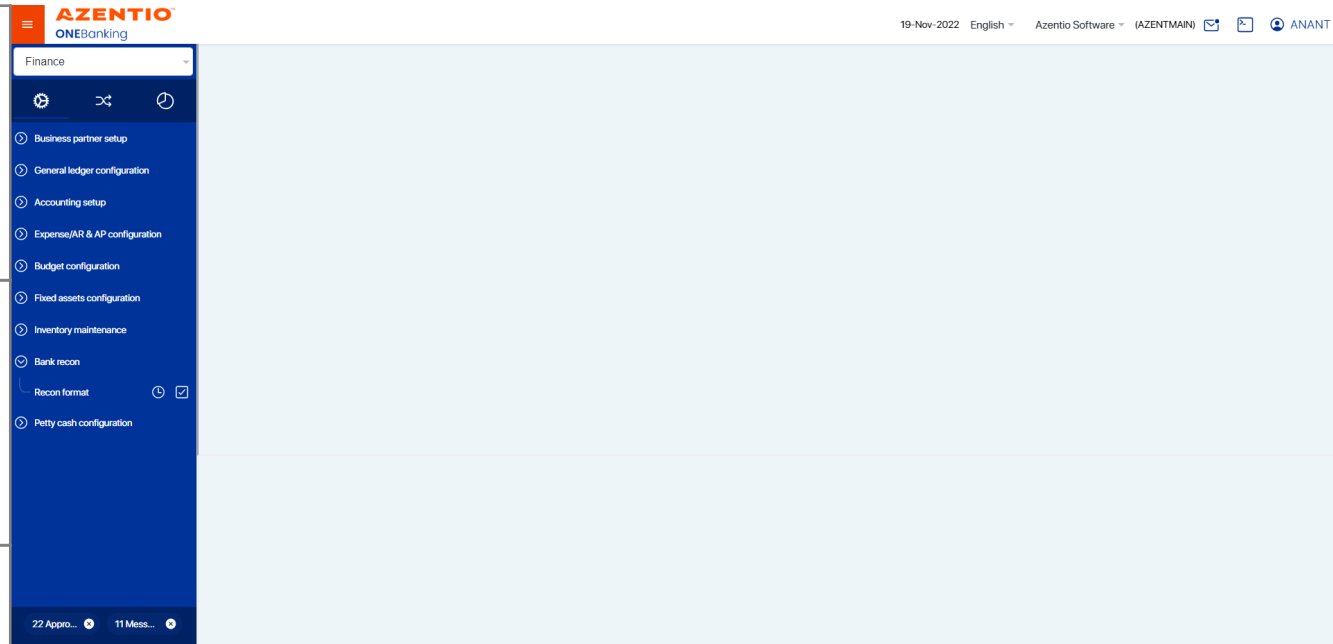 AZENTIO™
ONEBanking
19-Nov-2022 English Azentio Software (AZENTMAIN) ANANT
Finance
Business partner setup
General ledger configuration
Accounting setup
Expense/AR & AP configuration
Budget configuration
Fixed assets configuration
Inventory maintenance
Bank recon
Recon format
Petty cash configuration
22 Appro... 11 Mess...